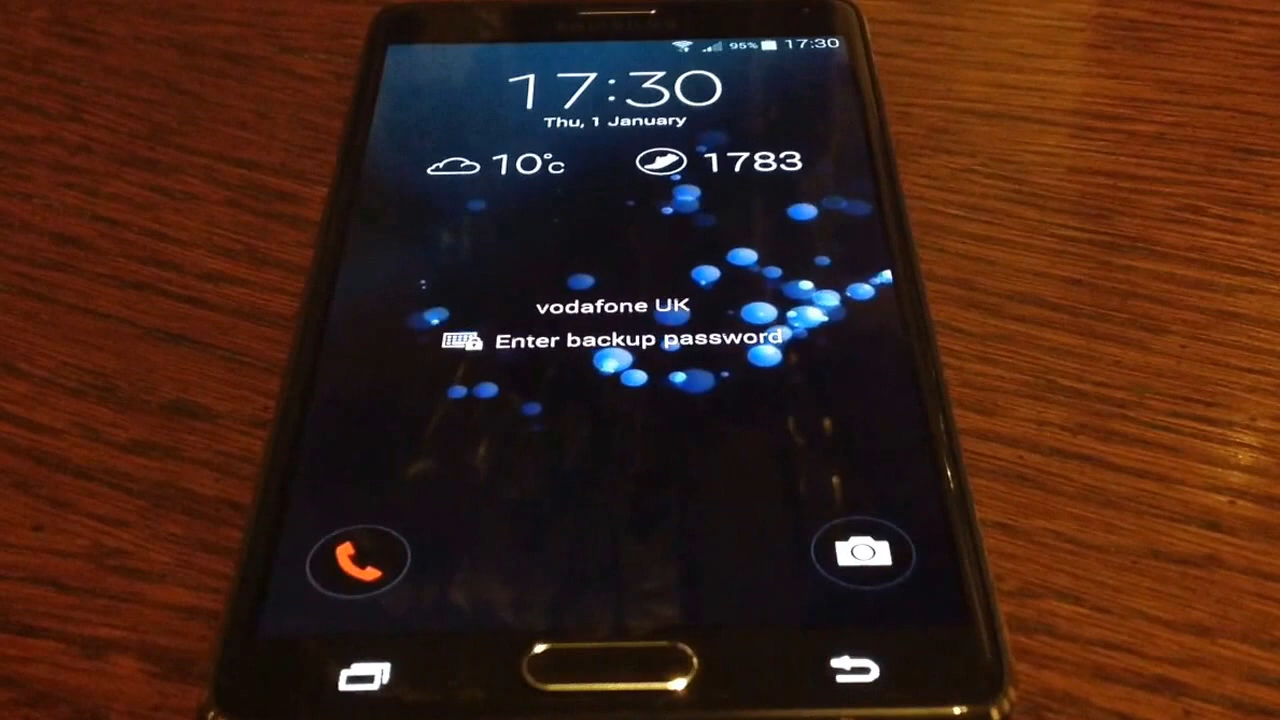 95% 17:30
17:30
Thu, 1 January
10°c 1783
vodafone UK
Enter backup password